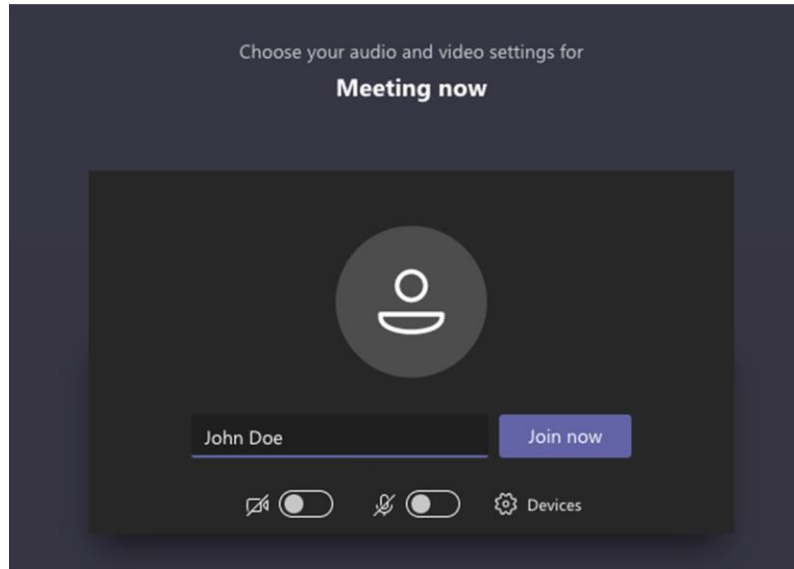 Choose your audio and video settings for
Meeting now
John Doe
Join now
Devices